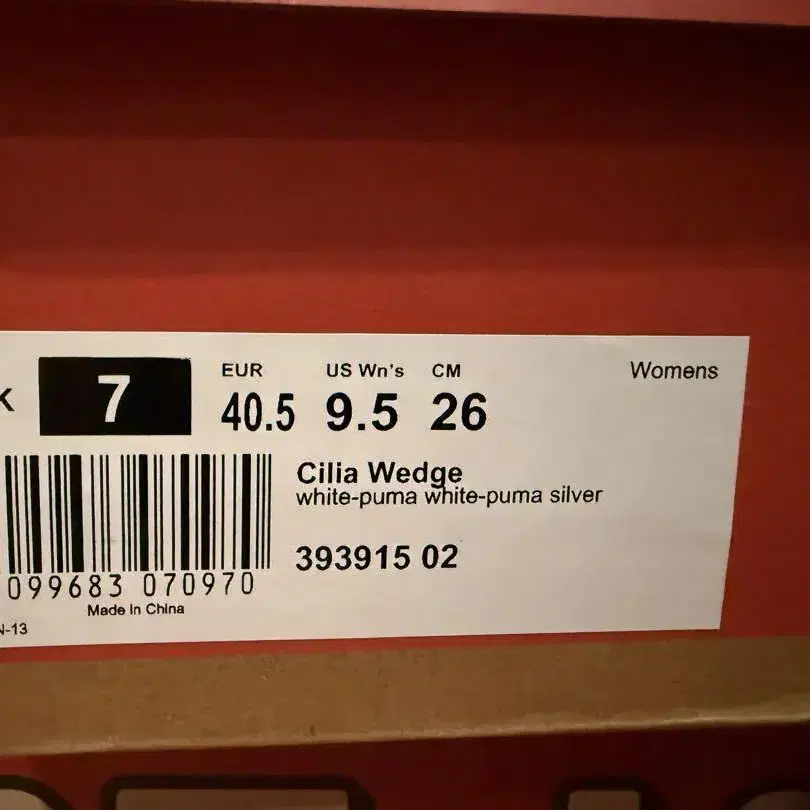 K 7 EUR 40.5 US Wn's 9.5 CM 26 Womens
Cilia Wedge
white-puma white-puma silver
393915 02
099683 070970
Made In China
N-13